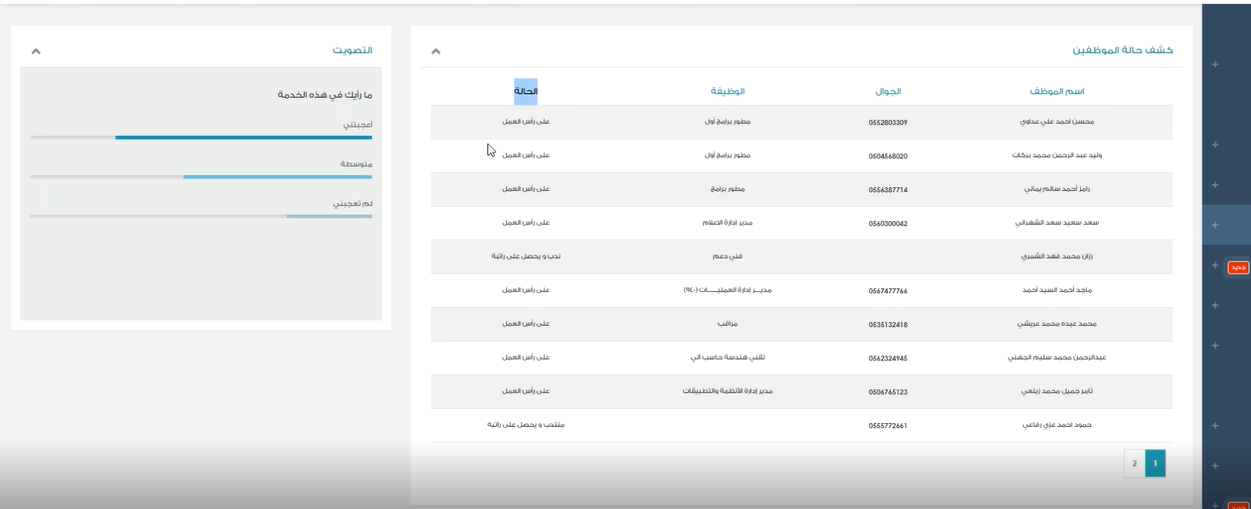 كشف حالة الموظفين
اسم الموظف الجوال الوظيفة الحالة
محسن احمد علي عداوي 0552803309 مطور برامج أول على رأس العمل
وليد عبد الرحمن محمد بركات 0504568020 مطور برامج أول على رأس العمل
رامز أحمد سالم يماني 0556387714 مطور برامج على رأس العمل
سعد سعيد سعد الشهراني 0560300042 مدير إدارة الإعلام على رأس العمل
رزان محمد فهد الشمري فني دعم ندب و يحصل على راتبة
ماجد أحمد السيد أحمد 0567477766 مديــر إدارة العمليـــات (٩٤٠) على رأس العمل
محمد عبده محمد عريشي 0535132418 مراقب على رأس العمل
عبدالرحمن محمد سليم الجهني 0562324945 تقني هندسة حاسب الي على رأس العمل
ثامر جميل محمد زيلعي 0506765123 مدير إدارة الأنظمة والتطبيقات على رأس العمل
حمود احمد عزي رفاعي 0555772661 منتدب و يحصل على راتبه
1 2
التصويت
ما رأيك في هذه الخدمة
أعجبتني
متوسطة
لم تعجبني
جديد